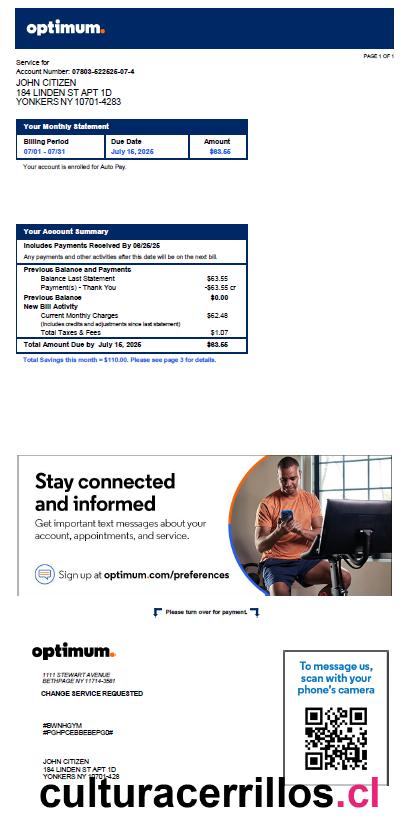 optimum.
PAGE 1 OF 1
Service for
Account Number: 07803-522525-07-4
JOHN CITIZEN
184 LINDEN ST APT 1D
YONKERS NY 10701-4283
Your Monthly Statement
Billing Period Due Date Amount
07/01 - 07/31 July 15, 2025 $63.55
Your account is enrolled for Auto Pay.
Your Account Summary
Includes Payments Received By 06/25/25
Any payments and other activities after this date will be on the next bill.
Previous Balance and Payments
Balance Last Statement $63.55
Payment(s) - Thank You -$63.55 cr
Previous Balance $0.00
New Bill Activity
Current Monthly Charges $62.48
(Includes credits and adjustments since last statement)
Total Taxes & Fees $1.07
Total Amount Due by July 15, 2025 $63.55
Total Savings this month = $110.00. Please see page 3 for details.
Stay connected
and informed
Get important text messages about your
account, appointments, and service.
Sign up at optimum.com/preferences
Please turn over for payment.
optimum.
1111 STEWART AVENUE
BETHPAGE NY 11714-3581
CHANGE SERVICE REQUESTED
To message us,
scan with your
phone's camera
#BWNHGYM
#PGHPCEBBEBEPG0#
JOHN CITIZEN
184 LINDEN ST APT 1D
YONKERS NY 10701-428
culturacerrillos.cl